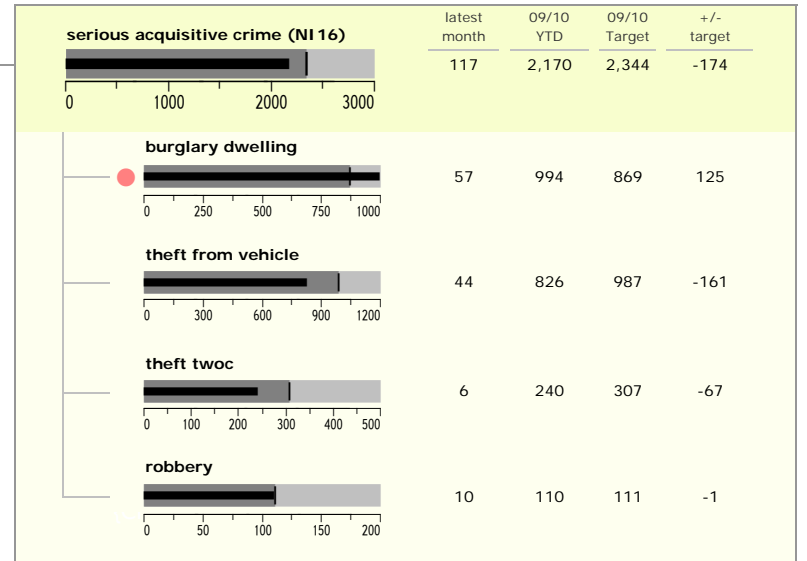 latest 09/10 09/10 +/-
serious acquisitive crime (NI16) month YTD Target target
117 2,170 2,344 -174
0 1000 2000 3000
burglary dwelling
57 994 869 125
0 250 500 750 1000
theft from vehicle
44 826 987 -161
0 300 600 900 1200
theft twoc
6 240 307 -67
0 100 200 300 400 500
robbery
10 110 111 -1
0 50 100 150 200